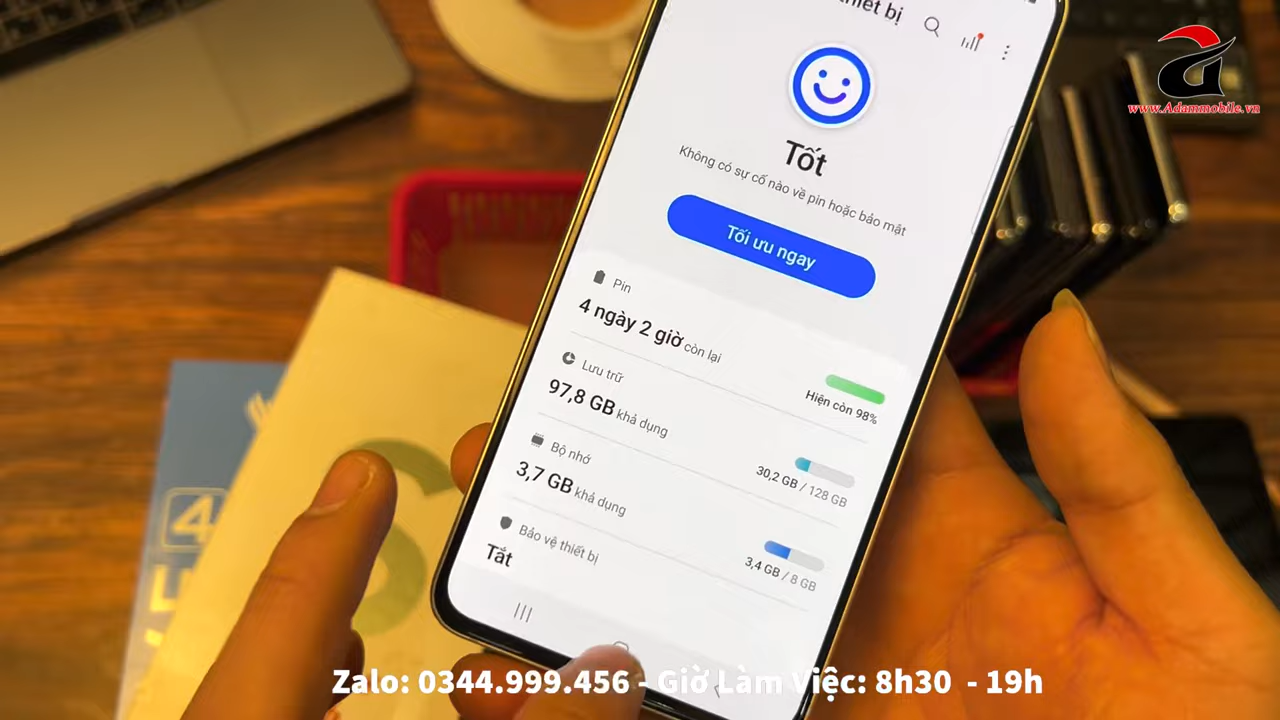 thiết bị
www.Adammobile.vn
Tốt
Không có sự cố nào về pin hoặc bảo mật
Tối ưu ngay
Pin
4 ngày 2 giờ còn lại
Hiện còn 98%
Lưu trữ
97,8 GB khả dụng
30,2 GB / 128 GB
Bộ nhớ
3,7 GB khả dụng
3,4 GB / 8 GB
Bảo vệ thiết bị
Tắt
4
Zalo: 0344.999.456 - Giờ Làm Việc: 8h30 - 19h